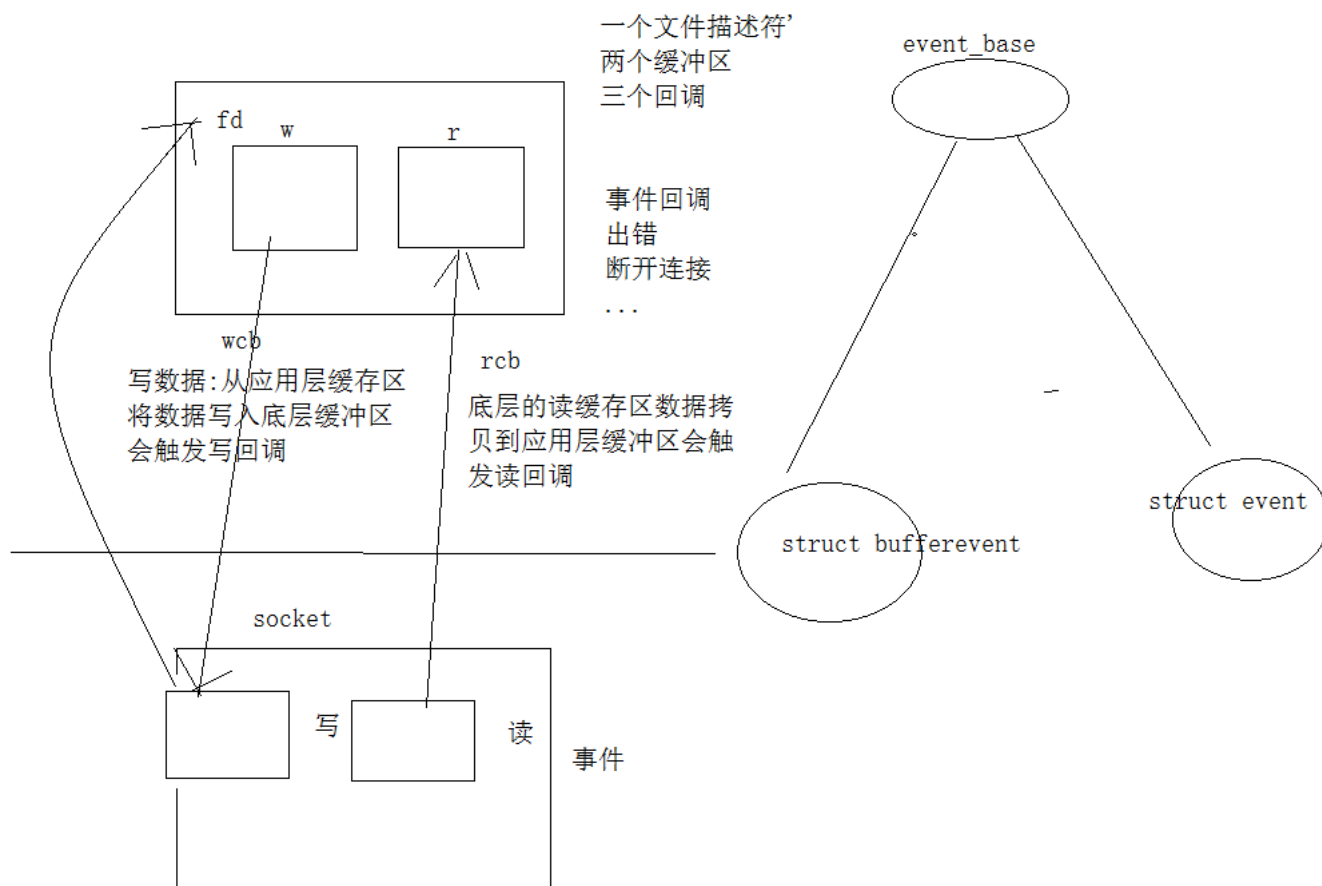 一个文件描述符'
两个缓冲区
三个回调
event_base
fd
w
r
事件回调
出错
断开连接
...
wcb
写数据:从应用层缓存区
将数据写入底层缓冲区
会触发写回调
rcb
底层的读缓存区数据拷
贝到应用层缓冲区会触
发读回调
struct event
struct bufferevent
socket
写
读
事件